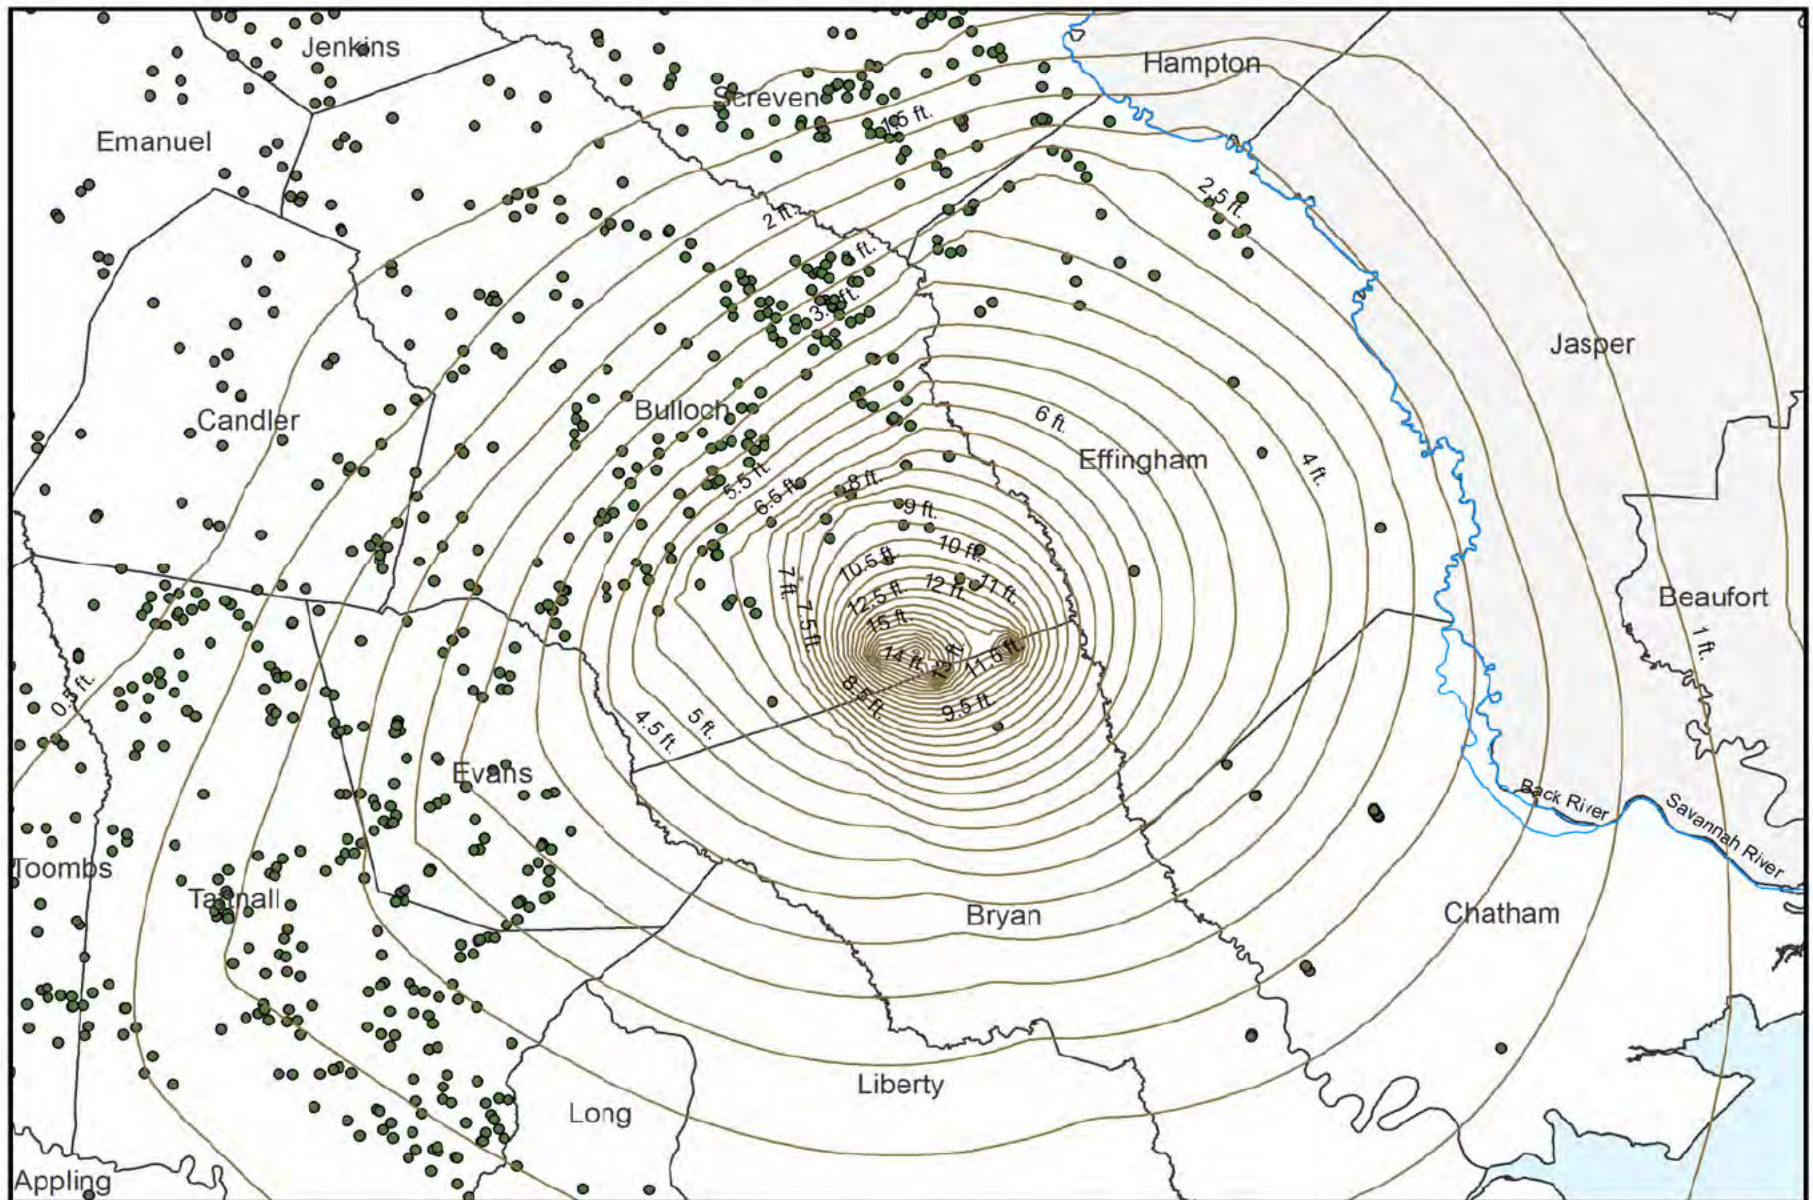 Jenkins
Hampton
Screven
1.5 ft.
Emanuel
2.5 ft.
2 ft.
Jasper
Bulloch
Candler
6 ft.
Effingham
4 ft.
5.5 ft.
6.5 ft.
8 ft.
9 ft.
10 ft.
10.5 ft.
7 ft.
12 ft.
11 ft.
12.5 ft.
Beaufort
7.5 ft.
15 ft.
1 ft.
14 ft.
13 ft.
11.5 ft.
8.5 ft.
9.5 ft.
4.5 ft.
5 ft.
Evans
Back River
Savannah River
Toombs
Tattnall
Bryan
Chatham
Liberty
Long
Appling